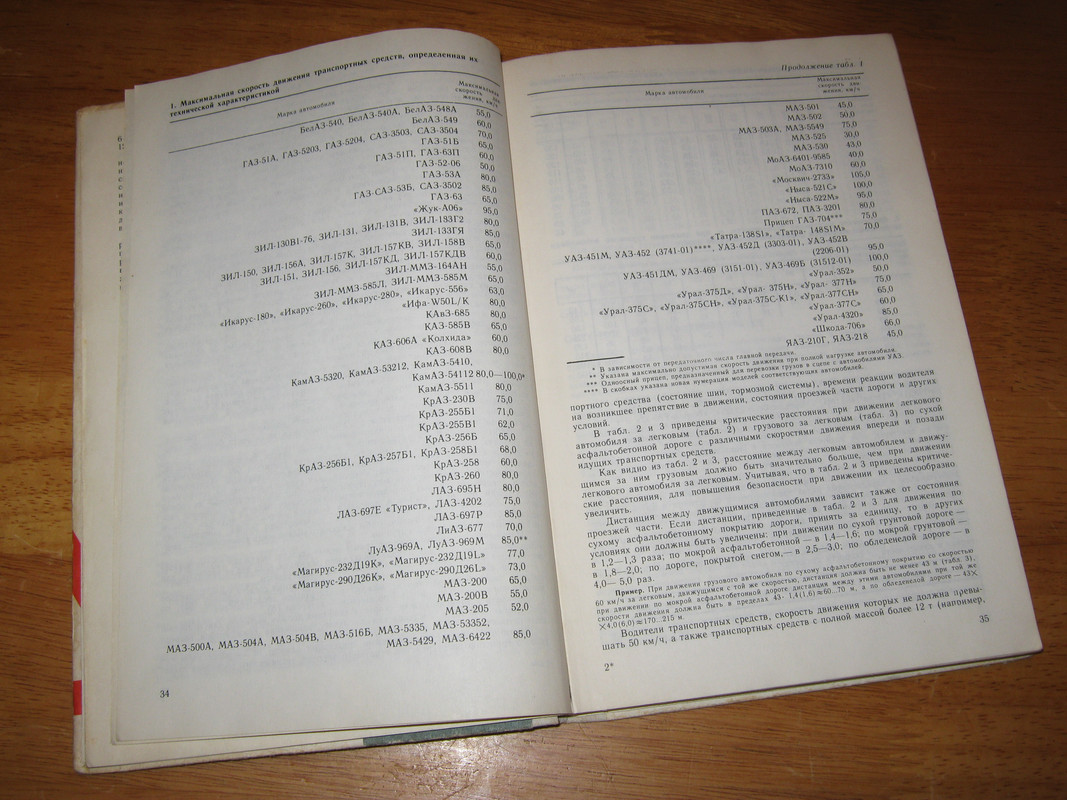 1. Максимальная скорость движения транспортных средств, определенная их
технической характеристикой
Марка автомобиля
Максимальная
скорость дви-
жения, км/ч
БелАЗ-540, БелАЗ-540А, БелАЗ-548А 55,0
БелАЗ-549 60,0
ГАЗ-51А, ГАЗ-5203, ГАЗ-5204, САЗ-3503, САЗ-3504 70,0
ГАЗ-51Б 65,0
ГАЗ-51П, ГАЗ-63П 60,0
ГАЗ-52-06 50,0
ГАЗ-53А 80,0
ГАЗ-САЗ-53Б, САЗ-3502 85,0
ГАЗ-63 65,0
«Жук-А06» 95,0
ЗИЛ-130В1-76, ЗИЛ-131, ЗИЛ-131В, ЗИЛ-183Г2 80,0
ЗИЛ-133ГЯ 85,0
ЗИЛ-150, ЗИЛ-156А, ЗИЛ-157К, ЗИЛ-157КВ, ЗИЛ-158В 65,0
ЗИЛ-151, ЗИЛ-156, ЗИЛ-157КД, ЗИЛ-157КДВ 60,0
ЗИЛ-ММЗ-164АН 55,0
ЗИЛ-ММЗ-585Л, ЗИЛ-ММЗ-585М 65,0
«Икарус-180», «Икарус-260», «Икарус-280», «Икарус-556» 63,0
«Ифа-W50L/K 80,0
КАвЗ-685 80,0
КАЗ-585В 65,0
КАЗ-606А «Колхида» 60,0
КАЗ-608В 80,0
КамАЗ-5320, КамАЗ-53212, КамАЗ-5410,
КамАЗ-54112 80,0—100,0*
КамАЗ-5511 80,0
КрАЗ-230В 75,0
КрАЗ-255Б1 71,0
КрАЗ-255В1 62,0
КрАЗ-256Б 65,0
КрАЗ-256Б1, КрАЗ-257Б1, КрАЗ-258Б1 68,0
КрАЗ-258 60,0
КрАЗ-260 80,0
ЛАЗ-695Н 80,0
ЛАЗ-697Е «Турист», ЛАЗ-4202 75,0
ЛАЗ-697Р 85,0
ЛиАЗ-677 70,0
ЛуАЗ-969А, ЛуАЗ-969М 85,0**
«Магирус-232Д19К», «Магирус-232Д19L» 77,0
«Магирус-290Д26К», «Магирус-290Д26L» 73,0
МАЗ-200 65,0
МАЗ-200В 55,0
МАЗ-205 52,0
МАЗ-500А, МАЗ-504А, МАЗ-504В, МАЗ-516Б, МАЗ-5335, МАЗ-53352,
МАЗ-5429, МАЗ-6422 85,0
34
Продолжение табл. 1
Марка автомобиля
Максимальная
скорость дви-
жения, км/ч
МАЗ-501 45,0
МАЗ-502 50,0
МАЗ-503А, МАЗ-5549 75,0
МАЗ-525 30,0
МАЗ-530 43,0
МоАЗ-6401-9585 40,0
МоАЗ-7310 60,0
«Москвич-2733» 105,0
«Ныса-521С» 100,0
«Ныса-522М» 95,0
ПАЗ-672, ПАЗ-3201 80,0
Прицеп ГАЗ-704*** 75,0
«Татра-138S1», «Татра- 148S1М» 70,0
УАЗ-451М, УАЗ-452 (3741-01)****, УАЗ-452Д (3303-01), УАЗ-452В
(2206-01) 95,0
УАЗ-451ДМ, УАЗ-469 (3151-01), УАЗ-469Б (31512-01) 100,0
«Урал-352» 50,0
«Урал-375Д», «Урал- 375Н», «Урал- 377Н» 75,0
«Урал-375С», «Урал-375СН», «Урал-375С-К1», «Урал-377СН» 65,0
«Урал-377С» 60,0
«Урал-4320» 85,0
«Шкода-706» 66,0
ЯАЗ-210Г, ЯАЗ-218 45,0
* В зависимости от передаточного числа главной передачи.
** Указана максимально допустимая скорость движения при полной нагрузке автомобиля.
*** Одноосный прицеп, предназначенный для перевозки грузов в сцепе с автомобилями УАЗ.
**** В скобках указана новая нумерация моделей соответствующих автомобилей.
портного средства (состояние шин, тормозной системы), времени реакции водителя
на возникшее препятствие в движении, состояния проезжей части дороги и других
условий.
В табл. 2 и 3 приведены критические расстояния при движении легкового
автомобиля за легковым (табл. 2) и грузового за легковым (табл. 3) по сухой
асфальтобетонной дороге с различными скоростями движения впереди и позади
идущих транспортных средств.
Как видно из табл. 2 и 3, расстояние между легковым автомобилем и движу-
щимся за ним грузовым должно быть значительно больше, чем при движении
легкового автомобиля за легковым. Учитывая, что в табл. 2 и 3 приведены критиче-
ские расстояния, для повышения безопасности при движении их целесообразно
увеличить.
Дистанция между движущимися автомобилями зависит также от состояния
проезжей части. Если дистанции, приведенные в табл. 2 и 3 для движения по
сухому асфальтобетонному покрытию дороги, принять за единицу, то в других
условиях они должны быть увеличены: при движении по сухой грунтовой дороге —
в 1,2—1,3 раза; по мокрой асфальтобетонной — в 1,4—1,6; по мокрой грунтовой —
в 1,8—2,0; по дороге, покрытой снегом,— в 2,5—3,0; по обледенелой дороге — в
4,0— 5,0 раз.
Пример. При движении грузового автомобиля по сухому асфальтобетонному покрытию со скоростью
60 км/ч за легковым, движущимся с той же скоростью, дистанция должна быть не менее 43 м (табл. 3),
при движении по мокрой асфальтобетонной дороге дистанция между этими автомобилями при той же
скорости движения должна быть в пределах 43· 1,4(1,6)≈60...70 м, а по обледенелой дороге — 43×
×4,0(6,0)≈170...215 м.
Водители транспортных средств, скорость движения которых не должна превы-
шать 50 км/ч, а также транспортных средств с полной массой более 12 т (например,
2*
35